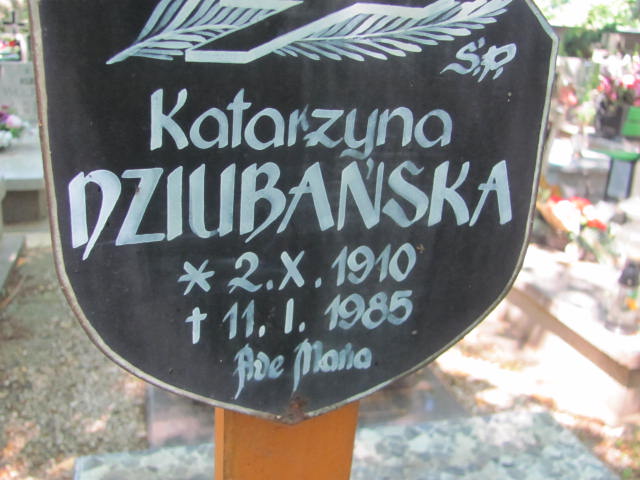 Ś.P.
Katarzyna
DZIUBAŃSKA
* 2.X.1910
† 11.I.1985
Ave Maria